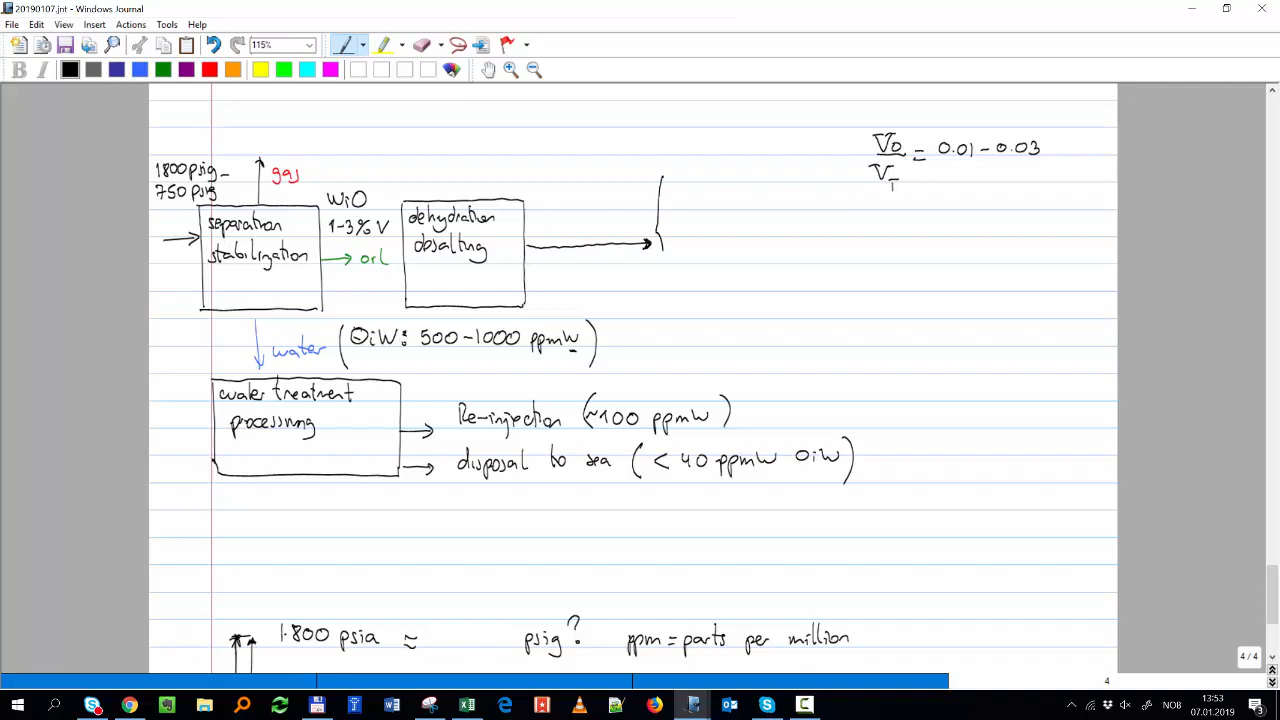 20190107.jnt - Windows Journal
File Edit View Insert Actions Tools Help
115%
B I
1800 psig -
750 psig
gas
WiO
1-3% V
separation
stabilization
oil
dehydration
desalting
Vo
= 0.01 - 0.03
VT
water
(OiW: 500-1000 ppmw)
water treatment
processing
Re-injection (~100 ppmW)
disposal to sea (< 40 ppmW OiW)
1.800 psia ≈ psig? ppm = parts per million
4 / 4
4
13:53
NOB
07.01.2019
3